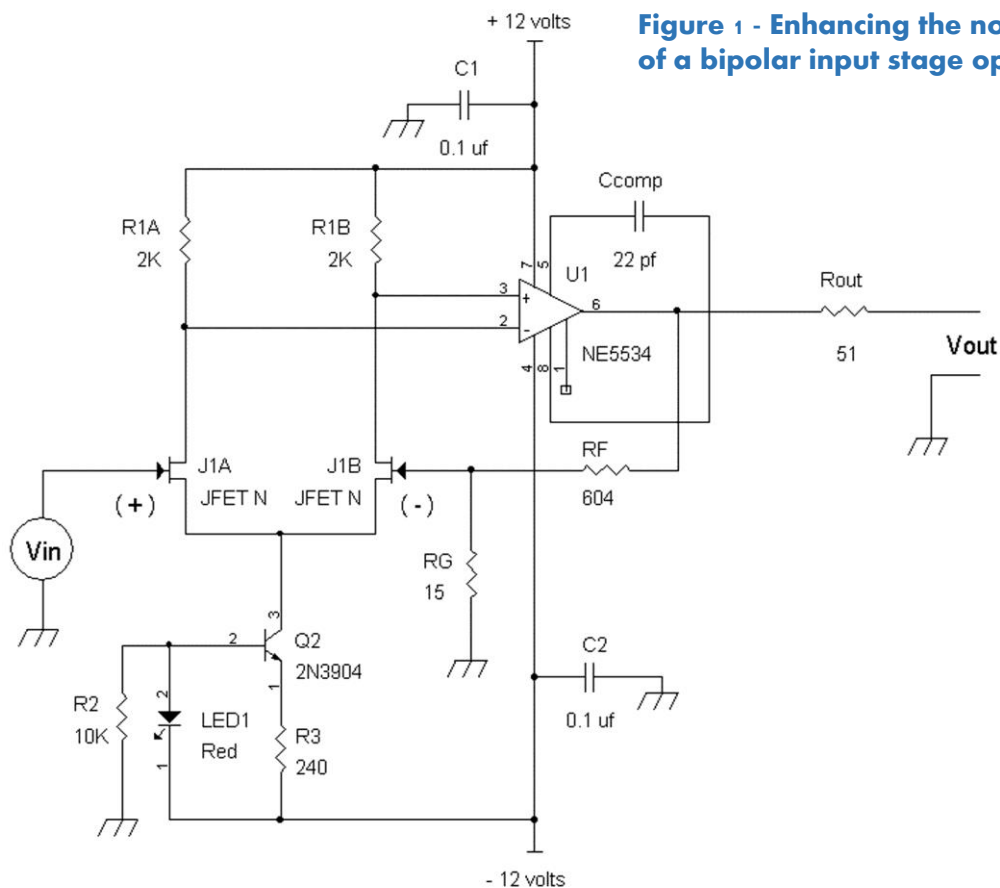 + 12 volts
Figure 1 - Enhancing the no
of a bipolar input stage op
C1
0.1 uf
Ccomp
22 pf
R1A
2K
R1B
2K
7
5
U1
3
+
2
-
6
NE5534
4
8
1
Rout
51
Vout
J1A
JFET N
(+)
J1B
JFET N
(-)
RF
604
Vin
RG
15
3
2
Q2
2N3904
1
C2
0.1 uf
R2
10K
2
LED1
Red
1
R3
240
- 12 volts